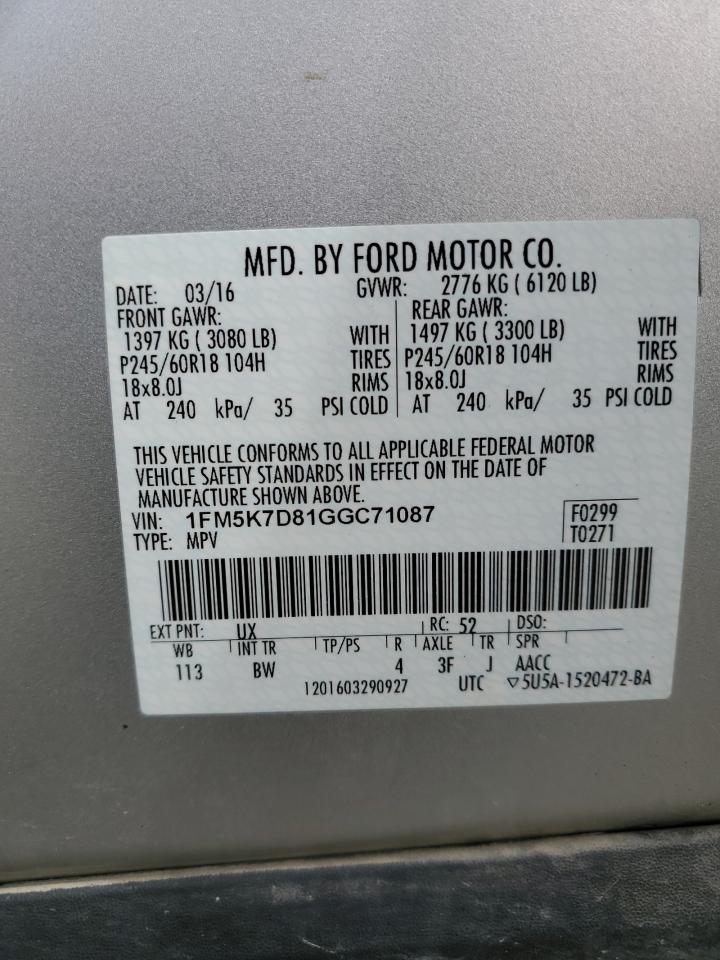 MFD. BY FORD MOTOR CO.
DATE: 03/16 GVWR: 2776 KG ( 6120 LB)
FRONT GAWR: REAR GAWR:
1397 KG ( 3080 LB) WITH 1497 KG ( 3300 LB) WITH
P245/60R18 104H TIRES P245/60R18 104H TIRES
18x8.0J RIMS 18x8.0J RIMS
AT 240 kPa/ 35 PSI COLD AT 240 kPa/ 35 PSI COLD
THIS VEHICLE CONFORMS TO ALL APPLICABLE FEDERAL MOTOR
VEHICLE SAFETY STANDARDS IN EFFECT ON THE DATE OF
MANUFACTURE SHOWN ABOVE.
VIN: 1FM5K7D81GGC71087 F0299
TYPE: MPV T0271
EXT PNT: UX RC: 52 DSO:
WB INT TR TP/PS R AXLE TR SPR
113 BW 4 3F J AACC
1201603290927 UTC ▽5U5A-1520472-BA